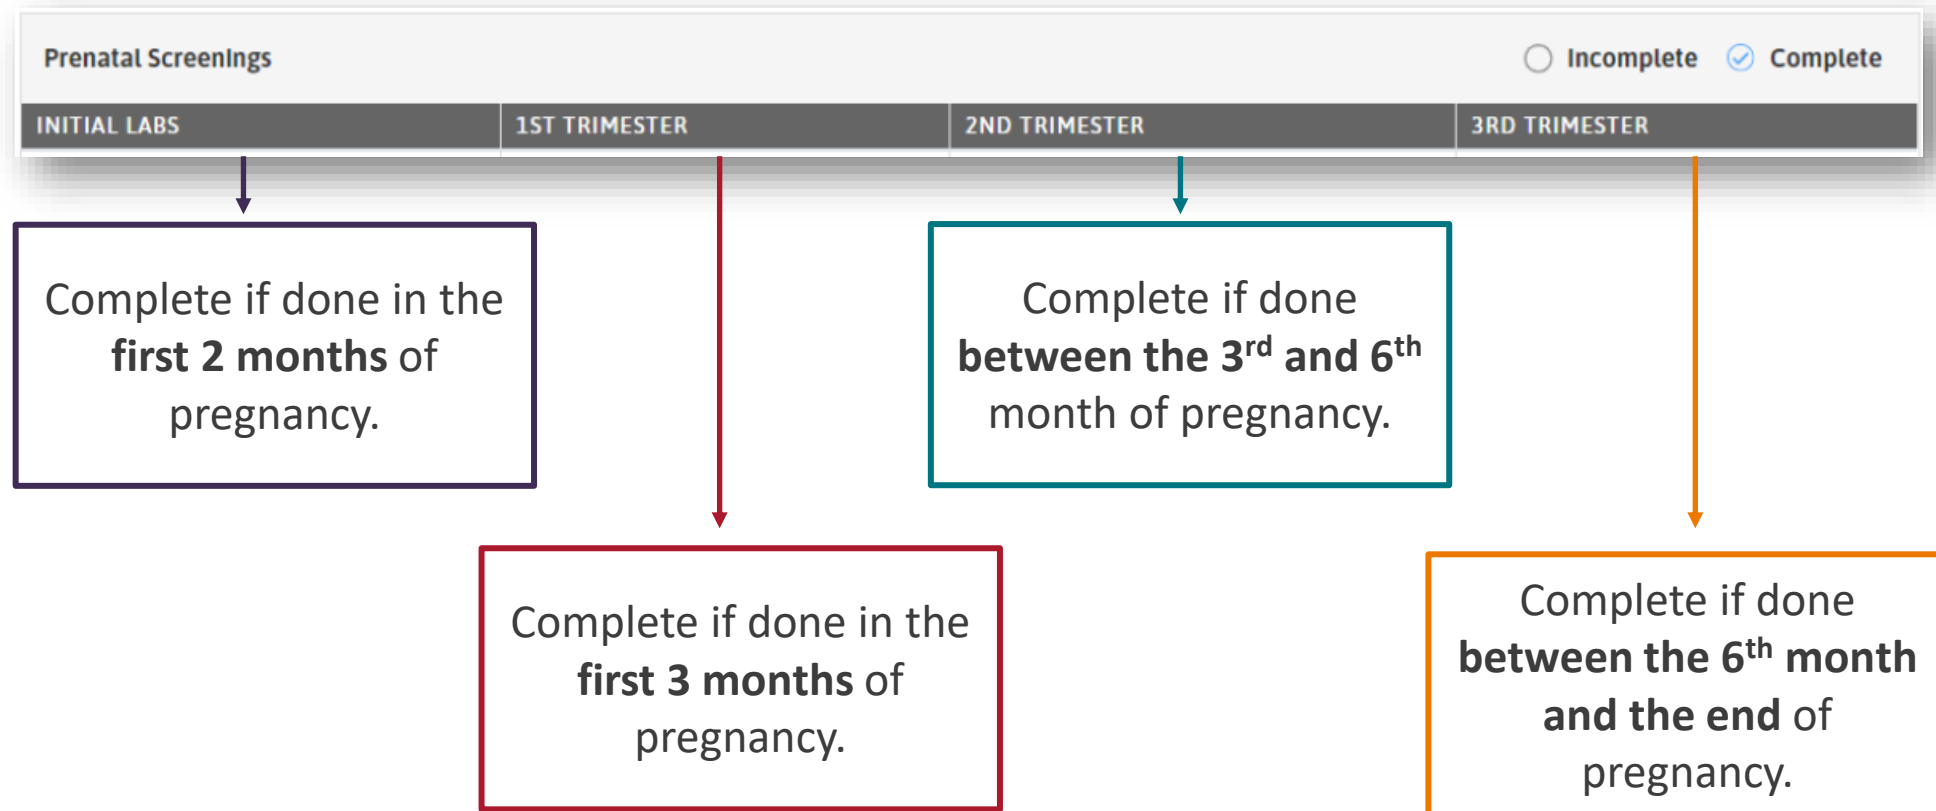 Prenatal Screenings
Incomplete
Complete
INITIAL LABS
1ST TRIMESTER
2ND TRIMESTER
3RD TRIMESTER
Complete if done in the
first 2 months of
pregnancy.
Complete if done in the
first 3 months of
pregnancy.
Complete if done
between the 3rd and 6th
month of pregnancy.
Complete if done
between the 6th month
and the end of
pregnancy.